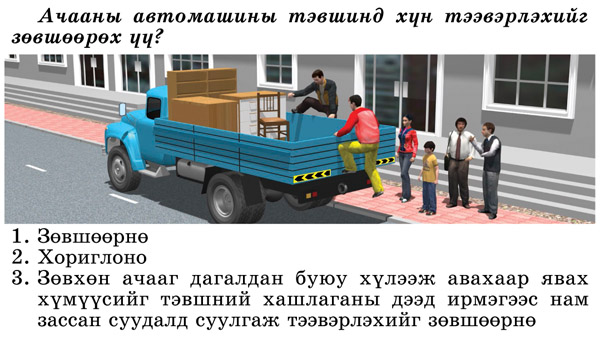 Ачааны автомашины тэвшинд хүн тээвэрлэхийг
зөвшөөрөх үү?
1. Зөвшөөрнө
2. Хориглоно
3. Зөвхөн ачааг дагалдан буюу хүлээж авахаар явах
хүмүүсийг тэвшний хашлаганы дээд ирмэгээс нам
зассан суудалд суулгаж тээвэрлэхийг зөвшөөрнө